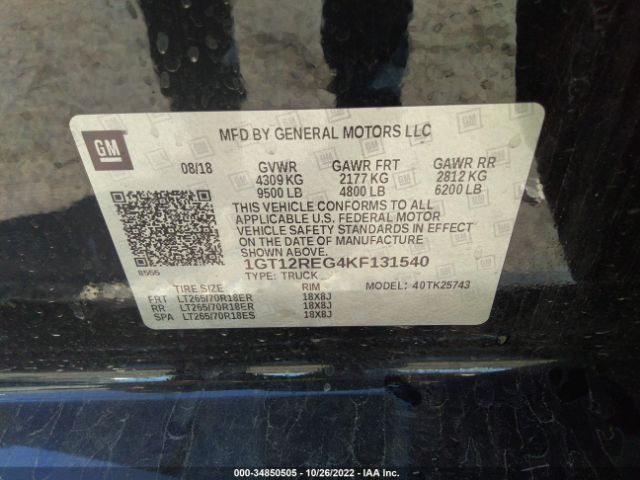 GM
MFD BY GENERAL MOTORS LLC
08/18 GVWR GAWR FRT GAWR RR
4309 KG 2177 KG 2812 KG
9500 LB 4800 LB 6200 LB
THIS VEHICLE CONFORMS TO ALL
APPLICABLE U.S. FEDERAL MOTOR
VEHICLE SAFETY STANDARDS IN EFFECT
ON THE DATE OF MANUFACTURE
SHOWN ABOVE.
1GT12REG4KF131540
8555
TYPE: TRUCK MODEL: 40TK25743
TIRE SIZE RIM
FRT LT265/70R18ER 18X8J
RR LT265/70R18ER 18X8J
SPA LT265/70R18ES 18X8J
000-34850505 - 10/26/2022 - IAA Inc.